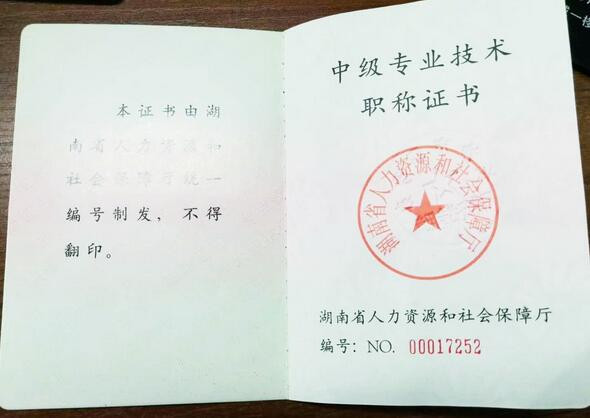 本证书由湖
南省人力资源和
社会保障厅统一
编号制发，不得
翻印。
中级专业技术
职称证书
湖南省人力资源和社会保障厅
湖南省人力资源和社会保障厅
编号：NO. 00017252